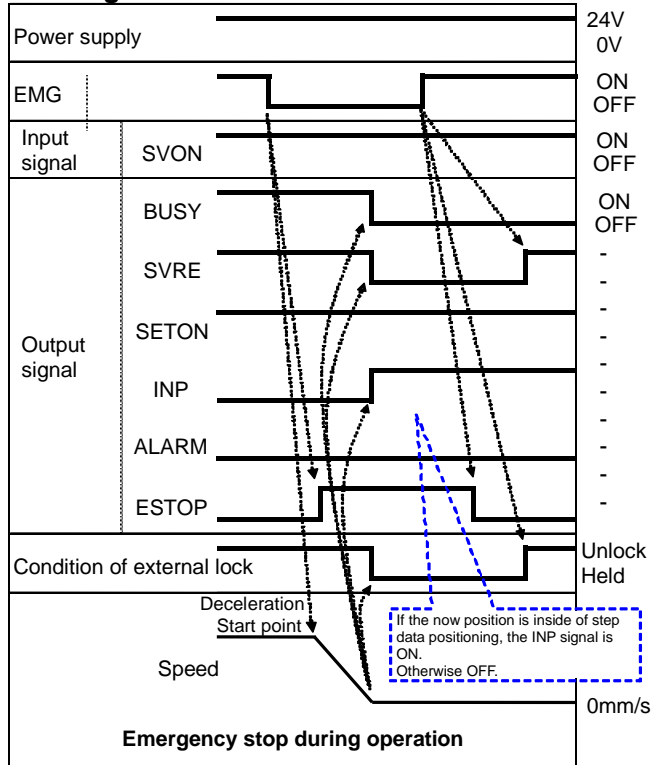 24V
Power supply
0V
EMG
ON
OFF
Input
signal
SVON
ON
OFF
BUSY
ON
OFF
SVRE
-
-
SETON
-
-
Output
signal
INP
-
-
ALARM
-
-
ESTOP
-
-
Condition of external lock
Unlock
Held
Deceleration
Start point
If the now position is inside of step
data positioning, the INP signal is
ON.
Otherwise OFF.
Speed
0mm/s
Emergency stop during operation